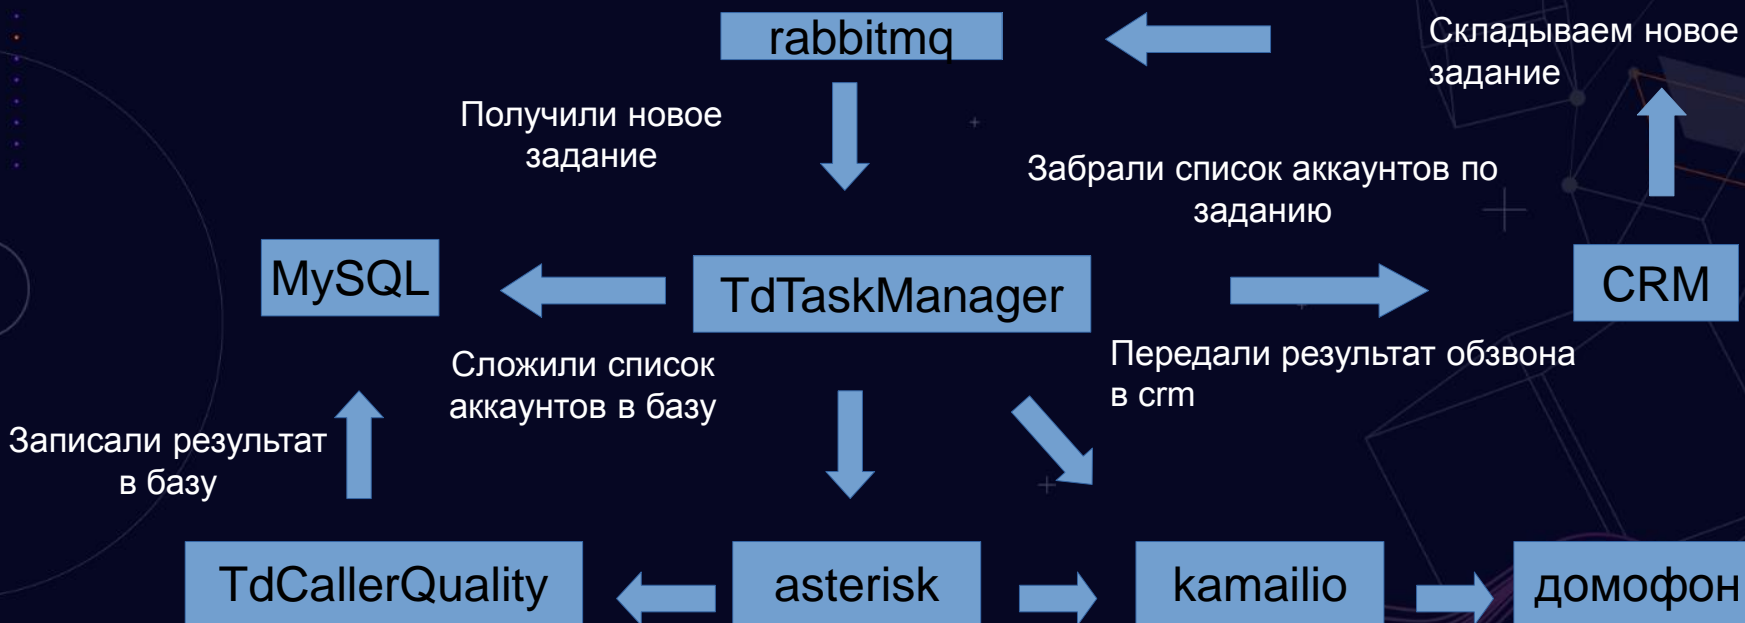 rabbitmq
Складываем новое
задание
Получили новое
задание
Забрали список аккаунтов по
заданию
MySQL
TdTaskManager
CRM
Сложили список
аккаунтов в базу
Передали результат обзвона
в crm
Записали результат
в базу
TdCallerQuality
asterisk
kamailio
домофон